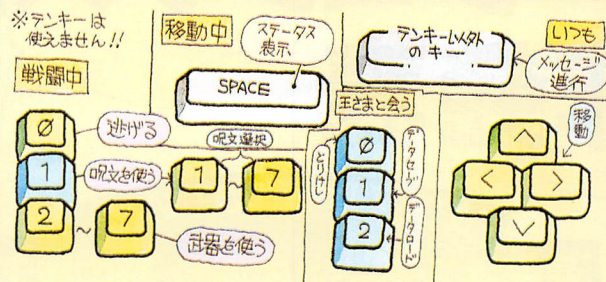 ※テンキーは
使えません!!
戦闘中
0
逃げる
1
呪文を使う
呪文選択
1～7
2～7
武器を使う
移動中
ステータス
表示
SPACE
テンキー以外
のキー
いつも
メッセージ
進行
王さまと会う
0
とりけし
1
データセーブ
2
データロード
移動
＾
＜
＞
﹀